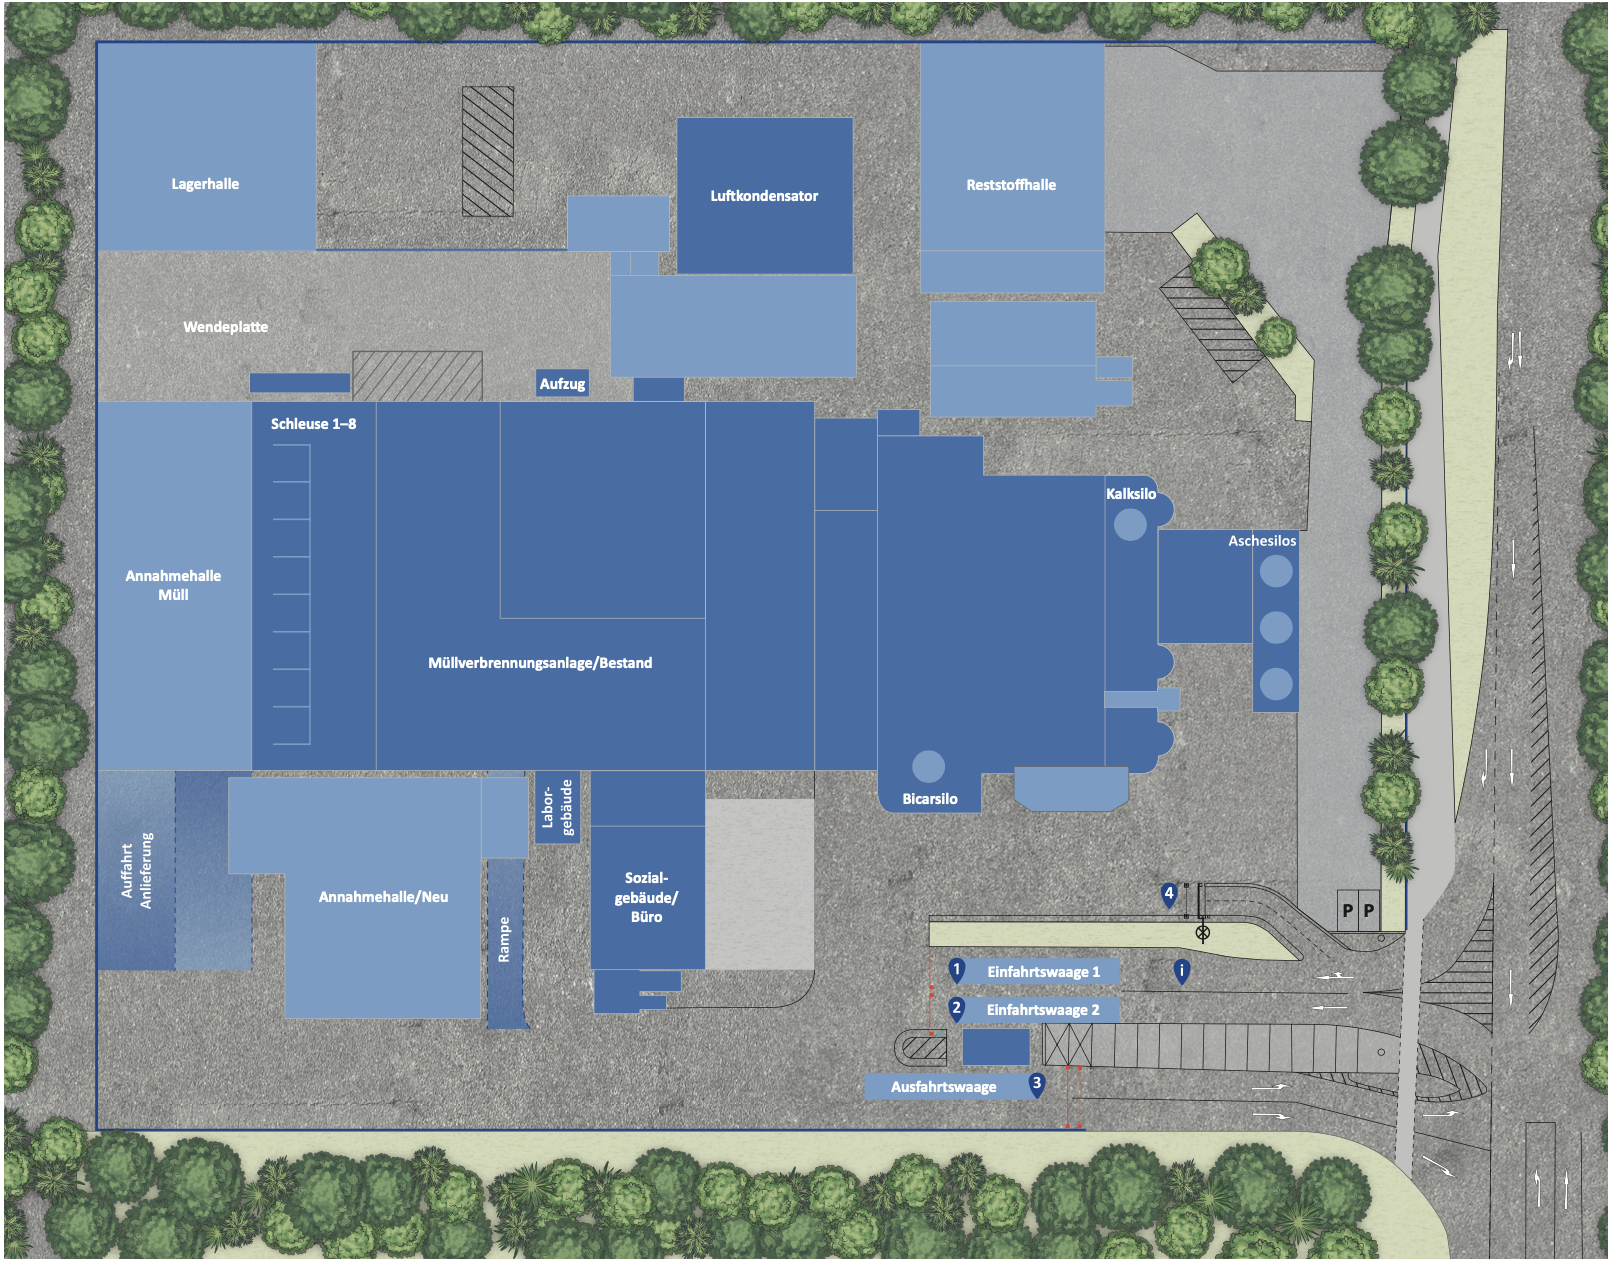 Lagerhalle
Luftkondensator
Reststoffhalle
Wendeplatte
Aufzug
Schleuse 1–8
Kalksilo
Aschesilos
Annahmehalle
Müll
Müllverbrennungsanlage/Bestand
Bicarsilo
Labor-
gebäude
Auffahrt
Anlieferung
Annahmehalle/Neu
Rampe
Sozial-
gebäude/
Büro
4
P P
1 Einfahrtswaage 1
i
2 Einfahrtswaage 2
Ausfahrtswaage 3